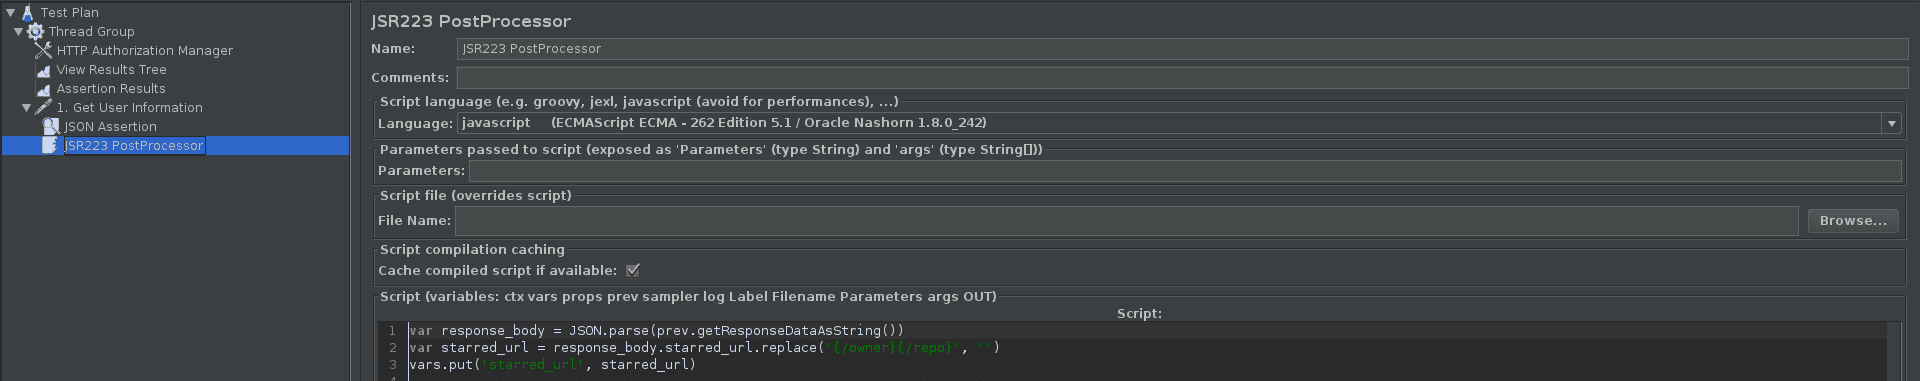 Test Plan
Thread Group
HTTP Authorization Manager
View Results Tree
Assertion Results
1. Get User Information
JSON Assertion
JSR223 PostProcessor
JSR223 PostProcessor
Name: JSR223 PostProcessor
Comments:
Script language (e.g. groovy, jexl, javascript (avoid for performances), ...)
Language: javascript (ECMAScript ECMA - 262 Edition 5.1 / Oracle Nashorn 1.8.0_242)
Parameters passed to script (exposed as 'Parameters' (type String) and 'args' (type String[]))
Parameters:
Script file (overrides script)
File Name: Browse...
Script compilation caching
Cache compiled script if available:
Script (variables: ctx vars props prev sampler log Label Filename Parameters args OUT)
Script:
1 var response_body = JSON.parse(prev.getResponseDataAsString())
2 var starred_url = response_body.starred_url.replace('{/owner}{/repo}', '')
3 vars.put('starred_url', starred_url)